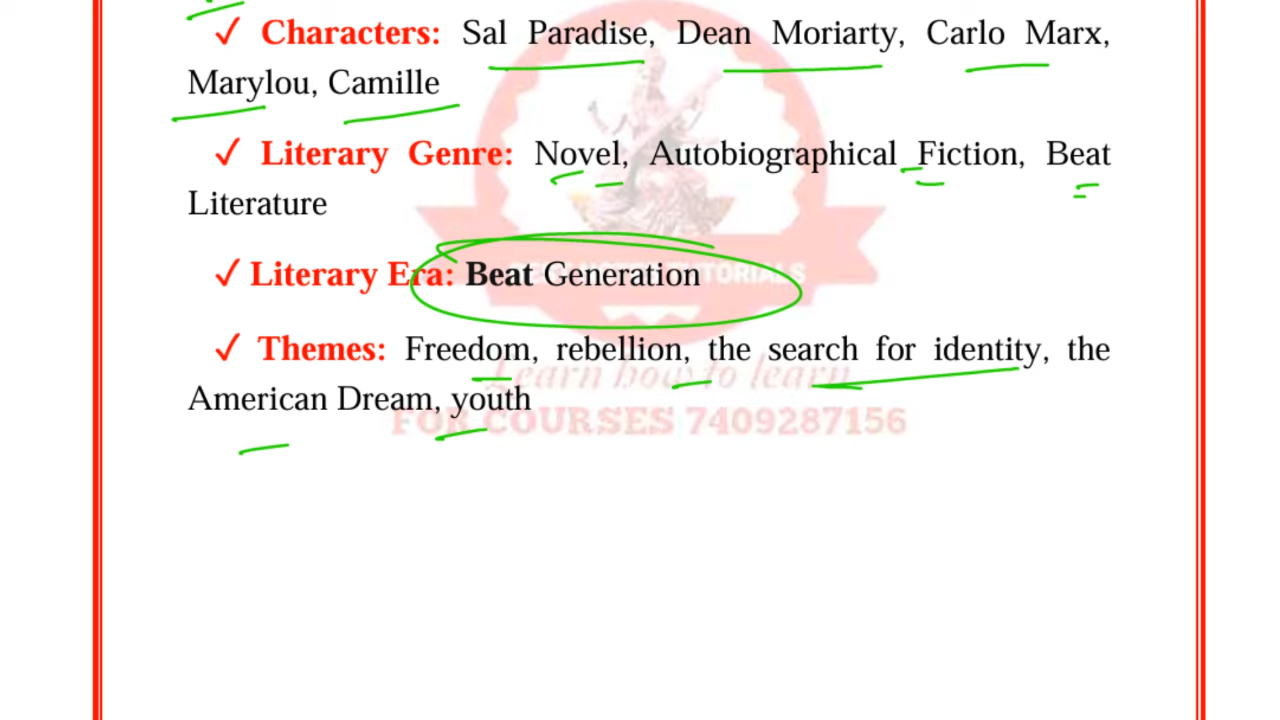 ✓ Characters: Sal Paradise, Dean Moriarty, Carlo Marx,
Marylou, Camille
✓ Literary Genre: Novel, Autobiographical Fiction, Beat
Literature
✓ Literary Era: Beat Generation
TUTORIALS
✓ Themes: Freedom, rebellion, the search for identity, the
Learn how to learn
American Dream, youth
FOR COURSES 7409287156